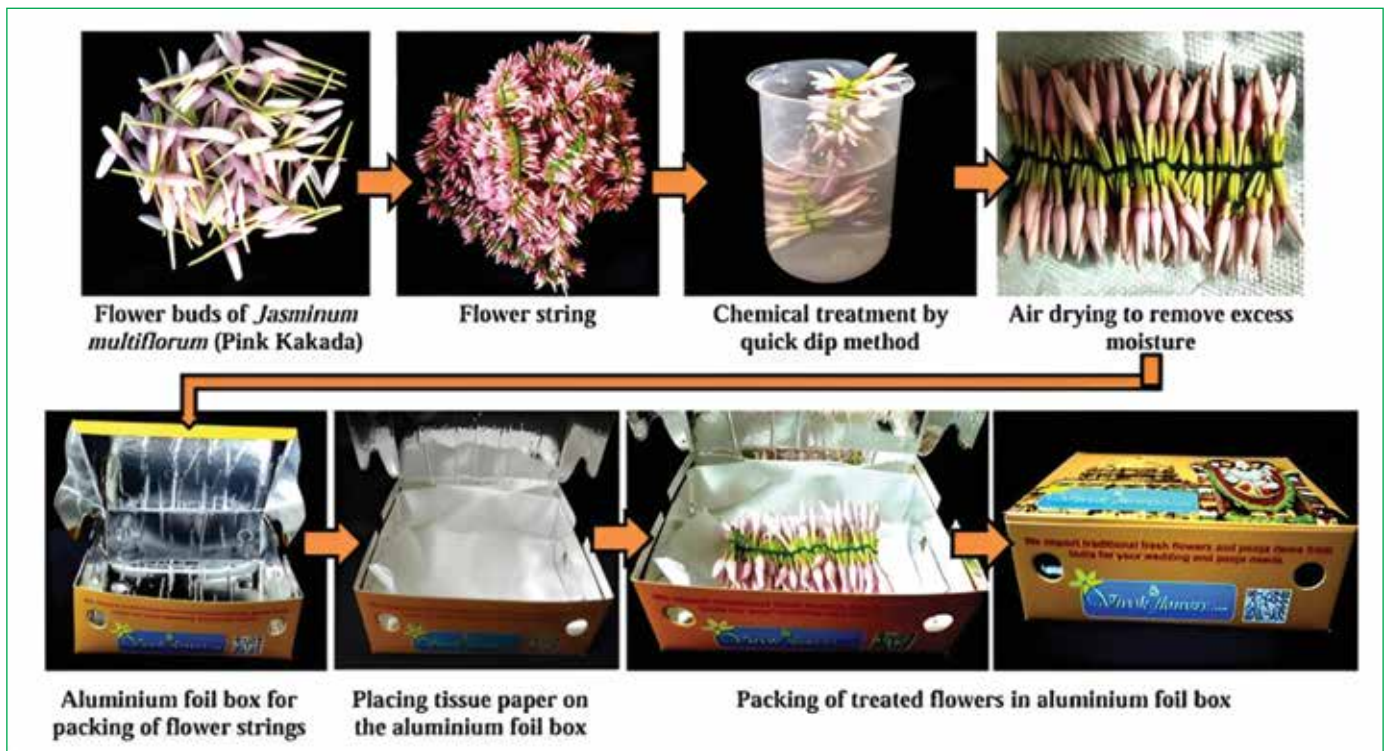 Flower buds of Jasminum
multiflorum (Pink Kakada)
Flower string
Chemical treatment by
quick dip method
Air drying to remove excess
moisture
We import traditional fresh flowers and pooja items from
India for your wedding and pooja needs
Aluminium foil box for
packing of flower strings
Placing tissue paper on
the aluminium foil box
Packing of treated flowers in aluminium foil box